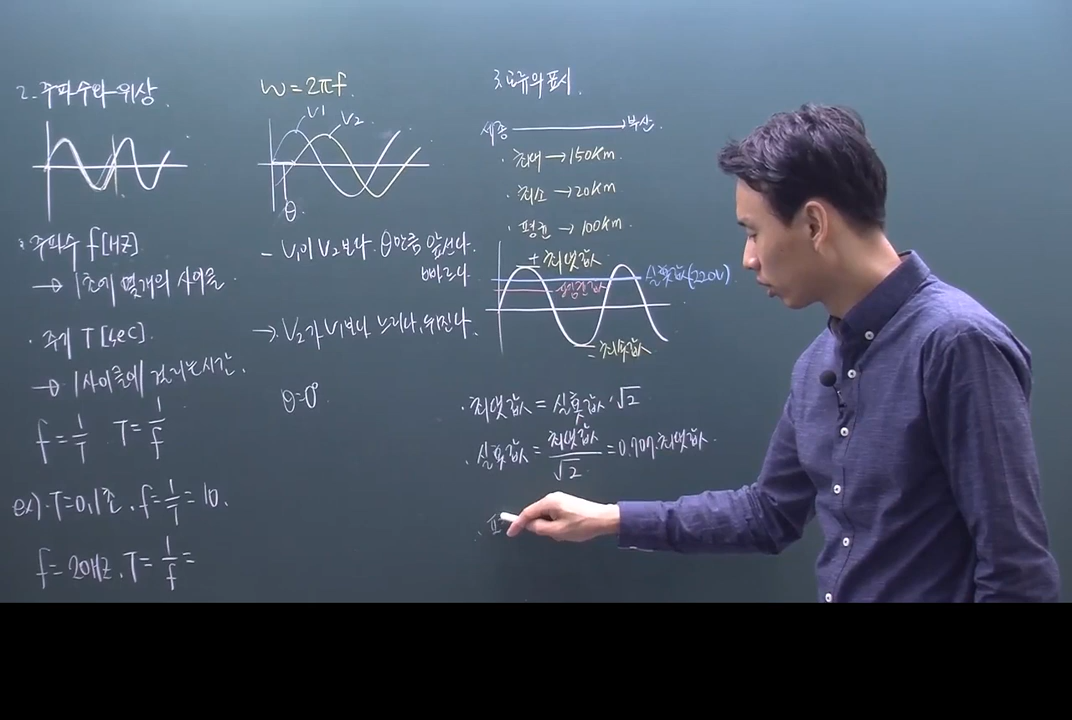 2. 주파수와 위상
주파수 f[Hz]
→ 1초에 몇개의 사이클
· 주기 T[sec].
→ 1사이클에 걸리는시간.
f=1/T T=1/f
ex). T=0.1초. f=1/T=10.
f=20Hz. T=1/f=
w=2πf.
V1 V2
θ
- V1이 V2보다. θ만큼 앞선다.
빠르다.
→ V2가 V1보다 느리다, 뒤진다.
θ=0°
3. 교류의 표시
세종 → 부산.
· 최대 → 150Km.
· 최소 → 20Km
· 평균 → 100Km.
+ 최댓값
실횻값(220V)
평균값
- 최댓값
· 최댓값 = 실횻값·√2
· 실횻값 = 최댓값/√2 = 0.707·최댓값.